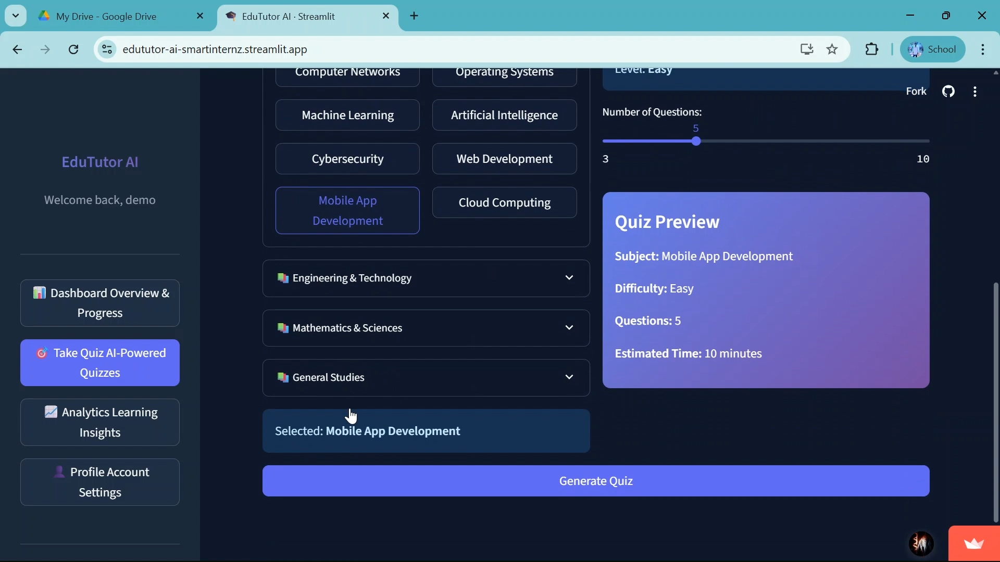 My Drive - Google Drive
EduTutor AI · Streamlit
edututor-ai-smartinternz.streamlit.app
School
Fork
EduTutor AI
Welcome back, demo
📊 Dashboard Overview &
Progress
🎯 Take Quiz AI-Powered
Quizzes
📈 Analytics Learning
Insights
👤 Profile Account
Settings
Computer Networks
Operating Systems
Machine Learning
Artificial Intelligence
Cybersecurity
Web Development
Mobile App
Development
Cloud Computing
📚 Engineering & Technology
📚 Mathematics & Sciences
📚 General Studies
Selected: Mobile App Development
Level: Easy
Number of Questions:
5
3
10
Quiz Preview
Subject: Mobile App Development
Difficulty: Easy
Questions: 5
Estimated Time: 10 minutes
Generate Quiz